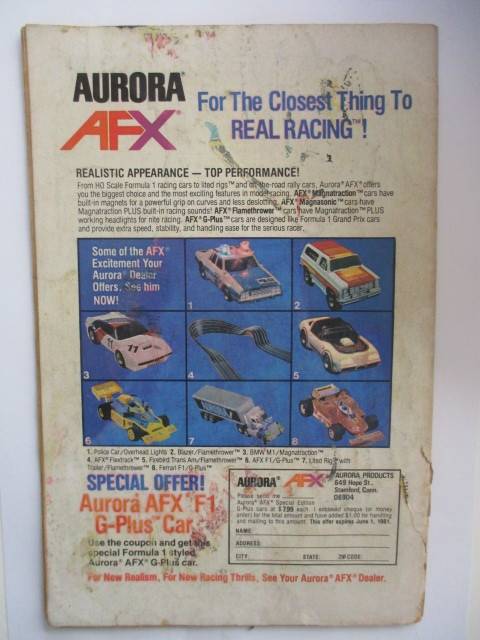 AURORA®
AFX®
For The Closest Thing To
REAL RACING™!
REALISTIC APPEARANCE — TOP PERFORMANCE!
From HO Scale Formula 1 racing cars to lited rigs™ and off-the-road rally cars, Aurora® AFX® offers
you the biggest choice and the most exciting features in model racing. AFX® Magnatraction™ cars have
built-in magnets for a powerful grip on curves and less deslotting. AFX® Magnasonic™ cars have
Magnatraction PLUS built-in racing sounds! AFX® Flamethrower™ cars have Magnatraction™ PLUS
working headlights for nite racing. AFX® G-Plus™ cars are designed like Formula 1 Grand Prix cars
and provide extra speed, stability, and handling ease for the serious racer.
Some of the AFX®
Excitement Your
Aurora® Dealer
Offers. See him
NOW!
1
2
11
11
3
4
5
6
AURORA
7
8
1. Police Car/Overhead Lights 2. Blazer/Flamethrower™ 3. BMW M1/Magnatraction™
4. AFX® Flextrack™ 5. Firebird Trans Am/Flamethrower™ 6. AFX F1/G-Plus™ 7. Lited Rig™ with
Trailer/Flamethrower™ 8. Ferrari F1/G-Plus™
SPECIAL OFFER!
Aurora AFX® F1
G-Plus™ Car
Use the coupon and get this
special Formula 1 styled
Aurora® AFX® G-Plus car.
AURORA® AFX®
AURORA PRODUCTS
649 Hope St.,
Stamford, Conn.
06904
Please send me
Aurora® AFX® Special Edition
G-Plus cars at $7.99 each. I enclosed cheque (or money
order) for the total amount and have added $1.00 for handling
and mailing to this amount. This offer expires June 1, 1981.
NAME:
ADDRESS:
CITY: STATE: ZIP CODE:
For New Realism, For New Racing Thrills, See Your Aurora® AFX® Dealer.